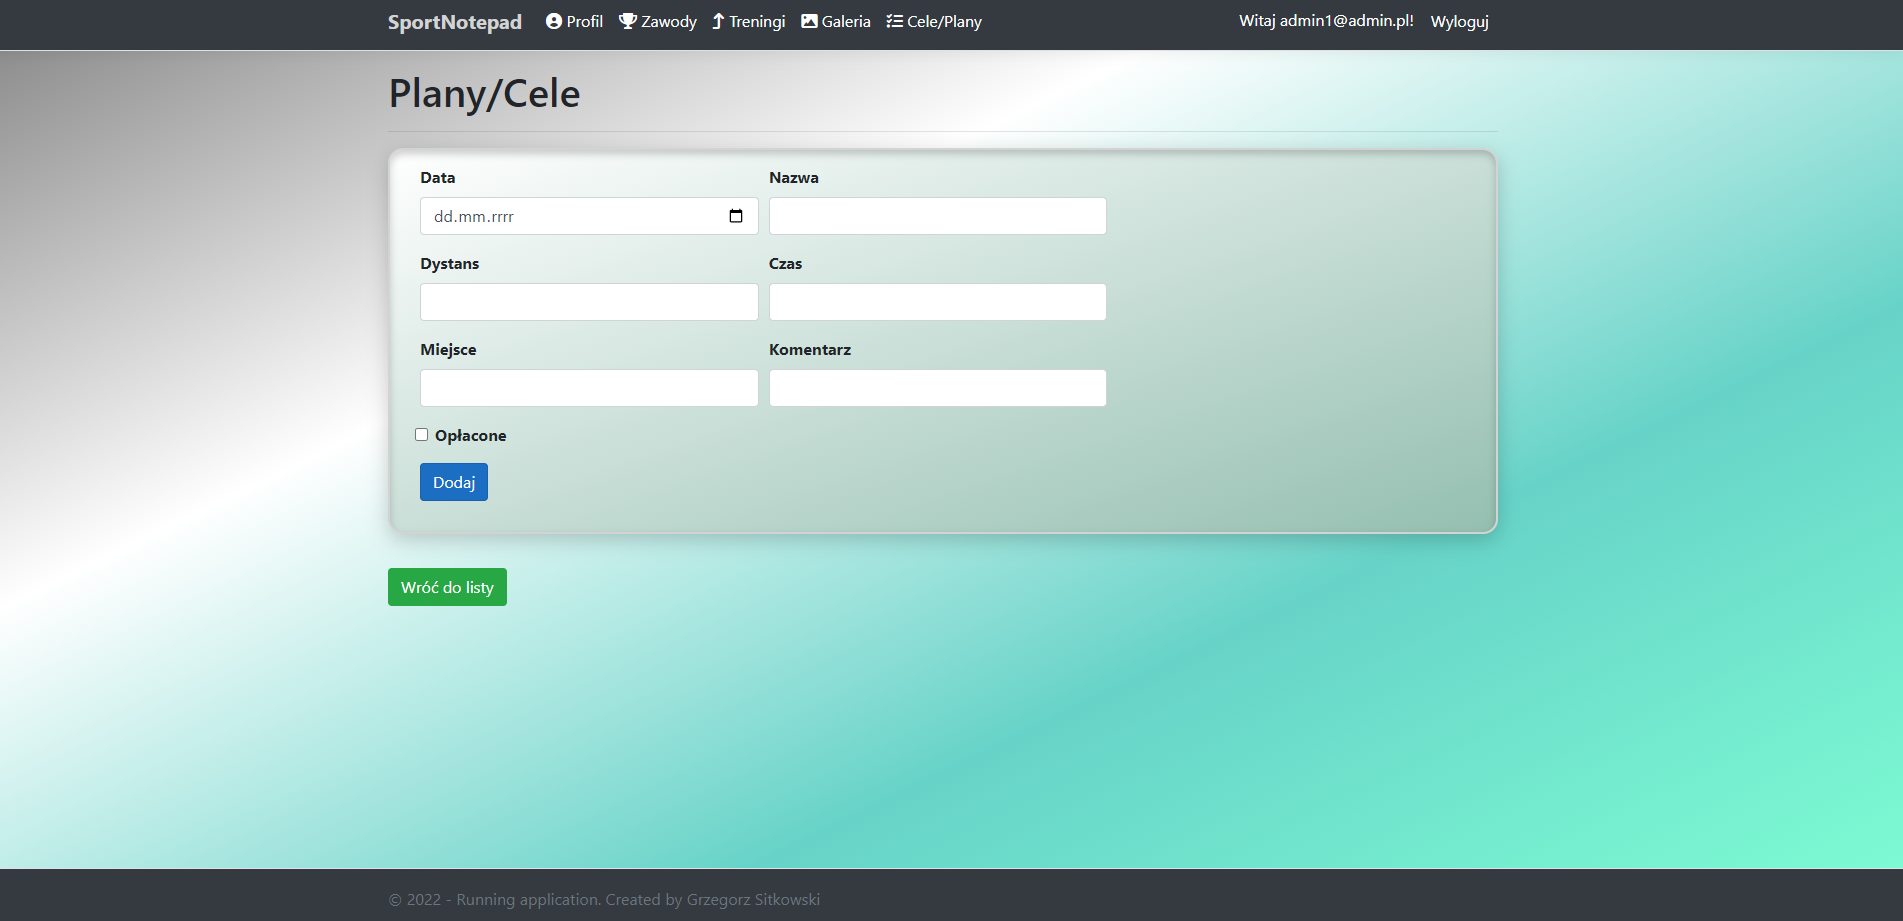 SportNotepad Profil Zawody Treningi Galeria Cele/Plany Witaj admin1@admin.pl! Wyloguj
Plany/Cele
Data Nazwa
dd.mm.rrrr
Dystans Czas
Miejsce Komentarz
Opłacone
Dodaj
Wróć do listy
© 2022 - Running application. Created by Grzegorz Sitkowski